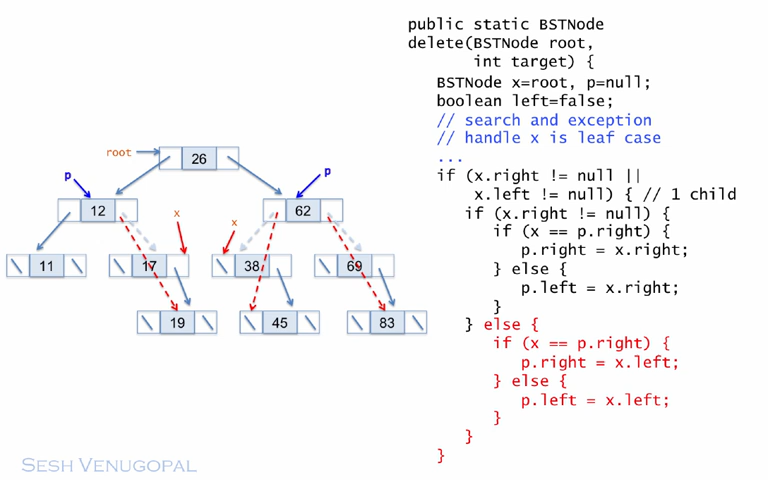 public static BSTNode
delete(BSTNode root,
int target) {
BSTNode x=root, p=null;
boolean left=false;
// search and exception
// handle x is leaf case
...
if (x.right != null ||
x.left != null) { // 1 child
if (x.right != null) {
if (x == p.right) {
p.right = x.right;
} else {
p.left = x.right;
}
} else {
if (x == p.right) {
p.right = x.left;
} else {
p.left = x.left;
}
}
}
root
26
p
p
12
62
x
x
11
17
38
69
19
45
83
SESH VENUGOPAL